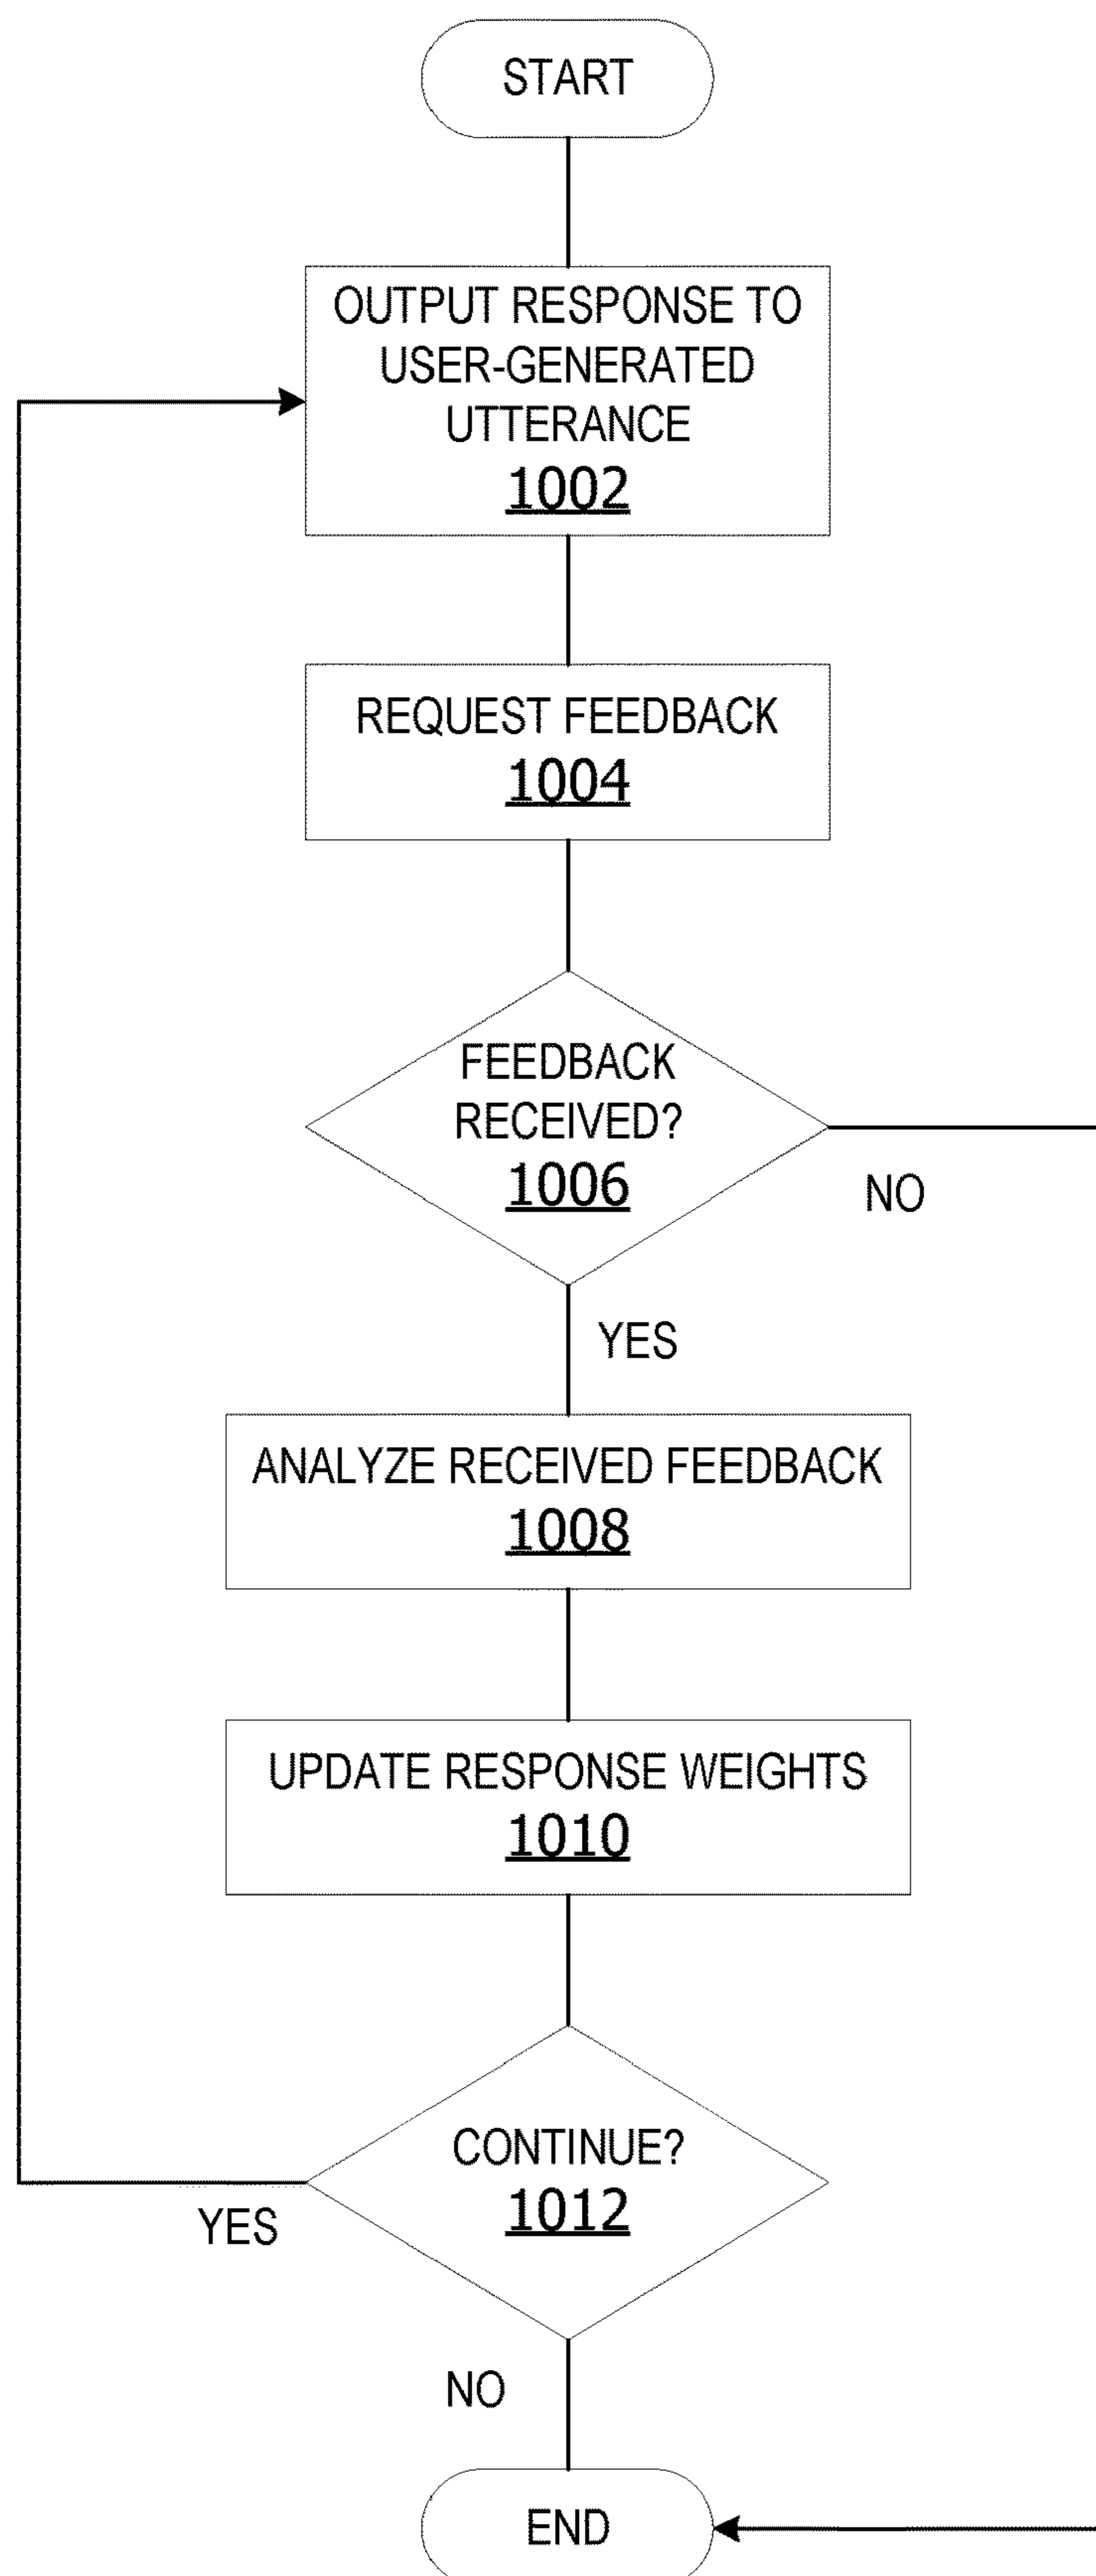 START
OUTPUT RESPONSE TO
USER-GENERATED
UTTERANCE
1002
REQUEST FEEDBACK
1004
FEEDBACK
RECEIVED?
1006
NO
YES
ANALYZE RECEIVED FEEDBACK
1008
UPDATE RESPONSE WEIGHTS
1010
CONTINUE?
1012
YES
NO
END